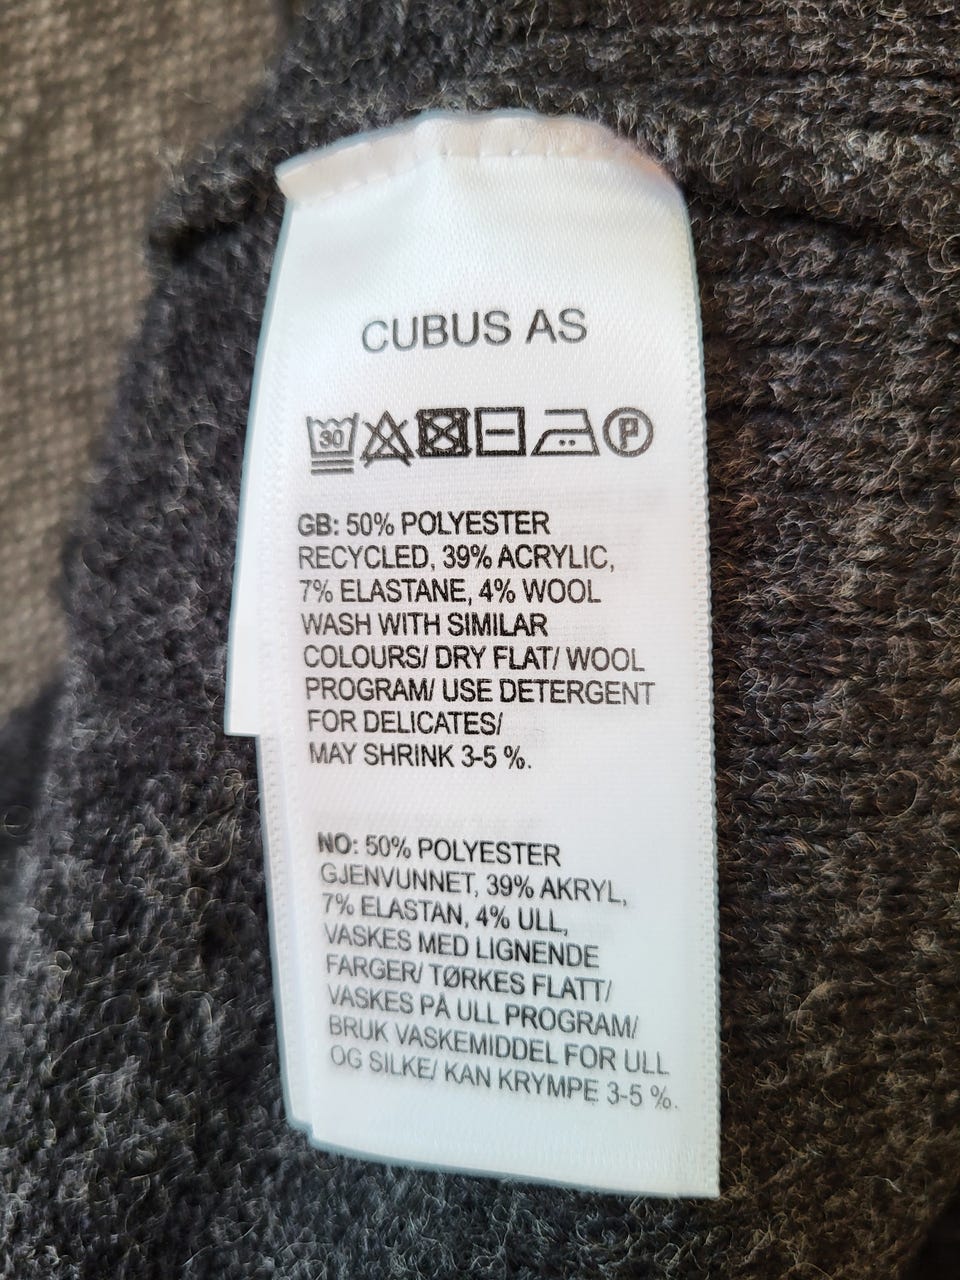 CUBUS AS
30 P
GB: 50% POLYESTER
RECYCLED, 39% ACRYLIC,
7% ELASTANE, 4% WOOL
WASH WITH SIMILAR
COLOURS/ DRY FLAT/ WOOL
PROGRAM/ USE DETERGENT
FOR DELICATES/
MAY SHRINK 3-5 %.
NO: 50% POLYESTER
GJENVUNNET, 39% AKRYL,
7% ELASTAN, 4% ULL,
VASKES MED LIGNENDE
FARGER/ TØRKES FLATT/
VASKES PÅ ULL PROGRAM/
BRUK VASKEMIDDEL FOR ULL
OG SILKE/ KAN KRYMPE 3-5 %.